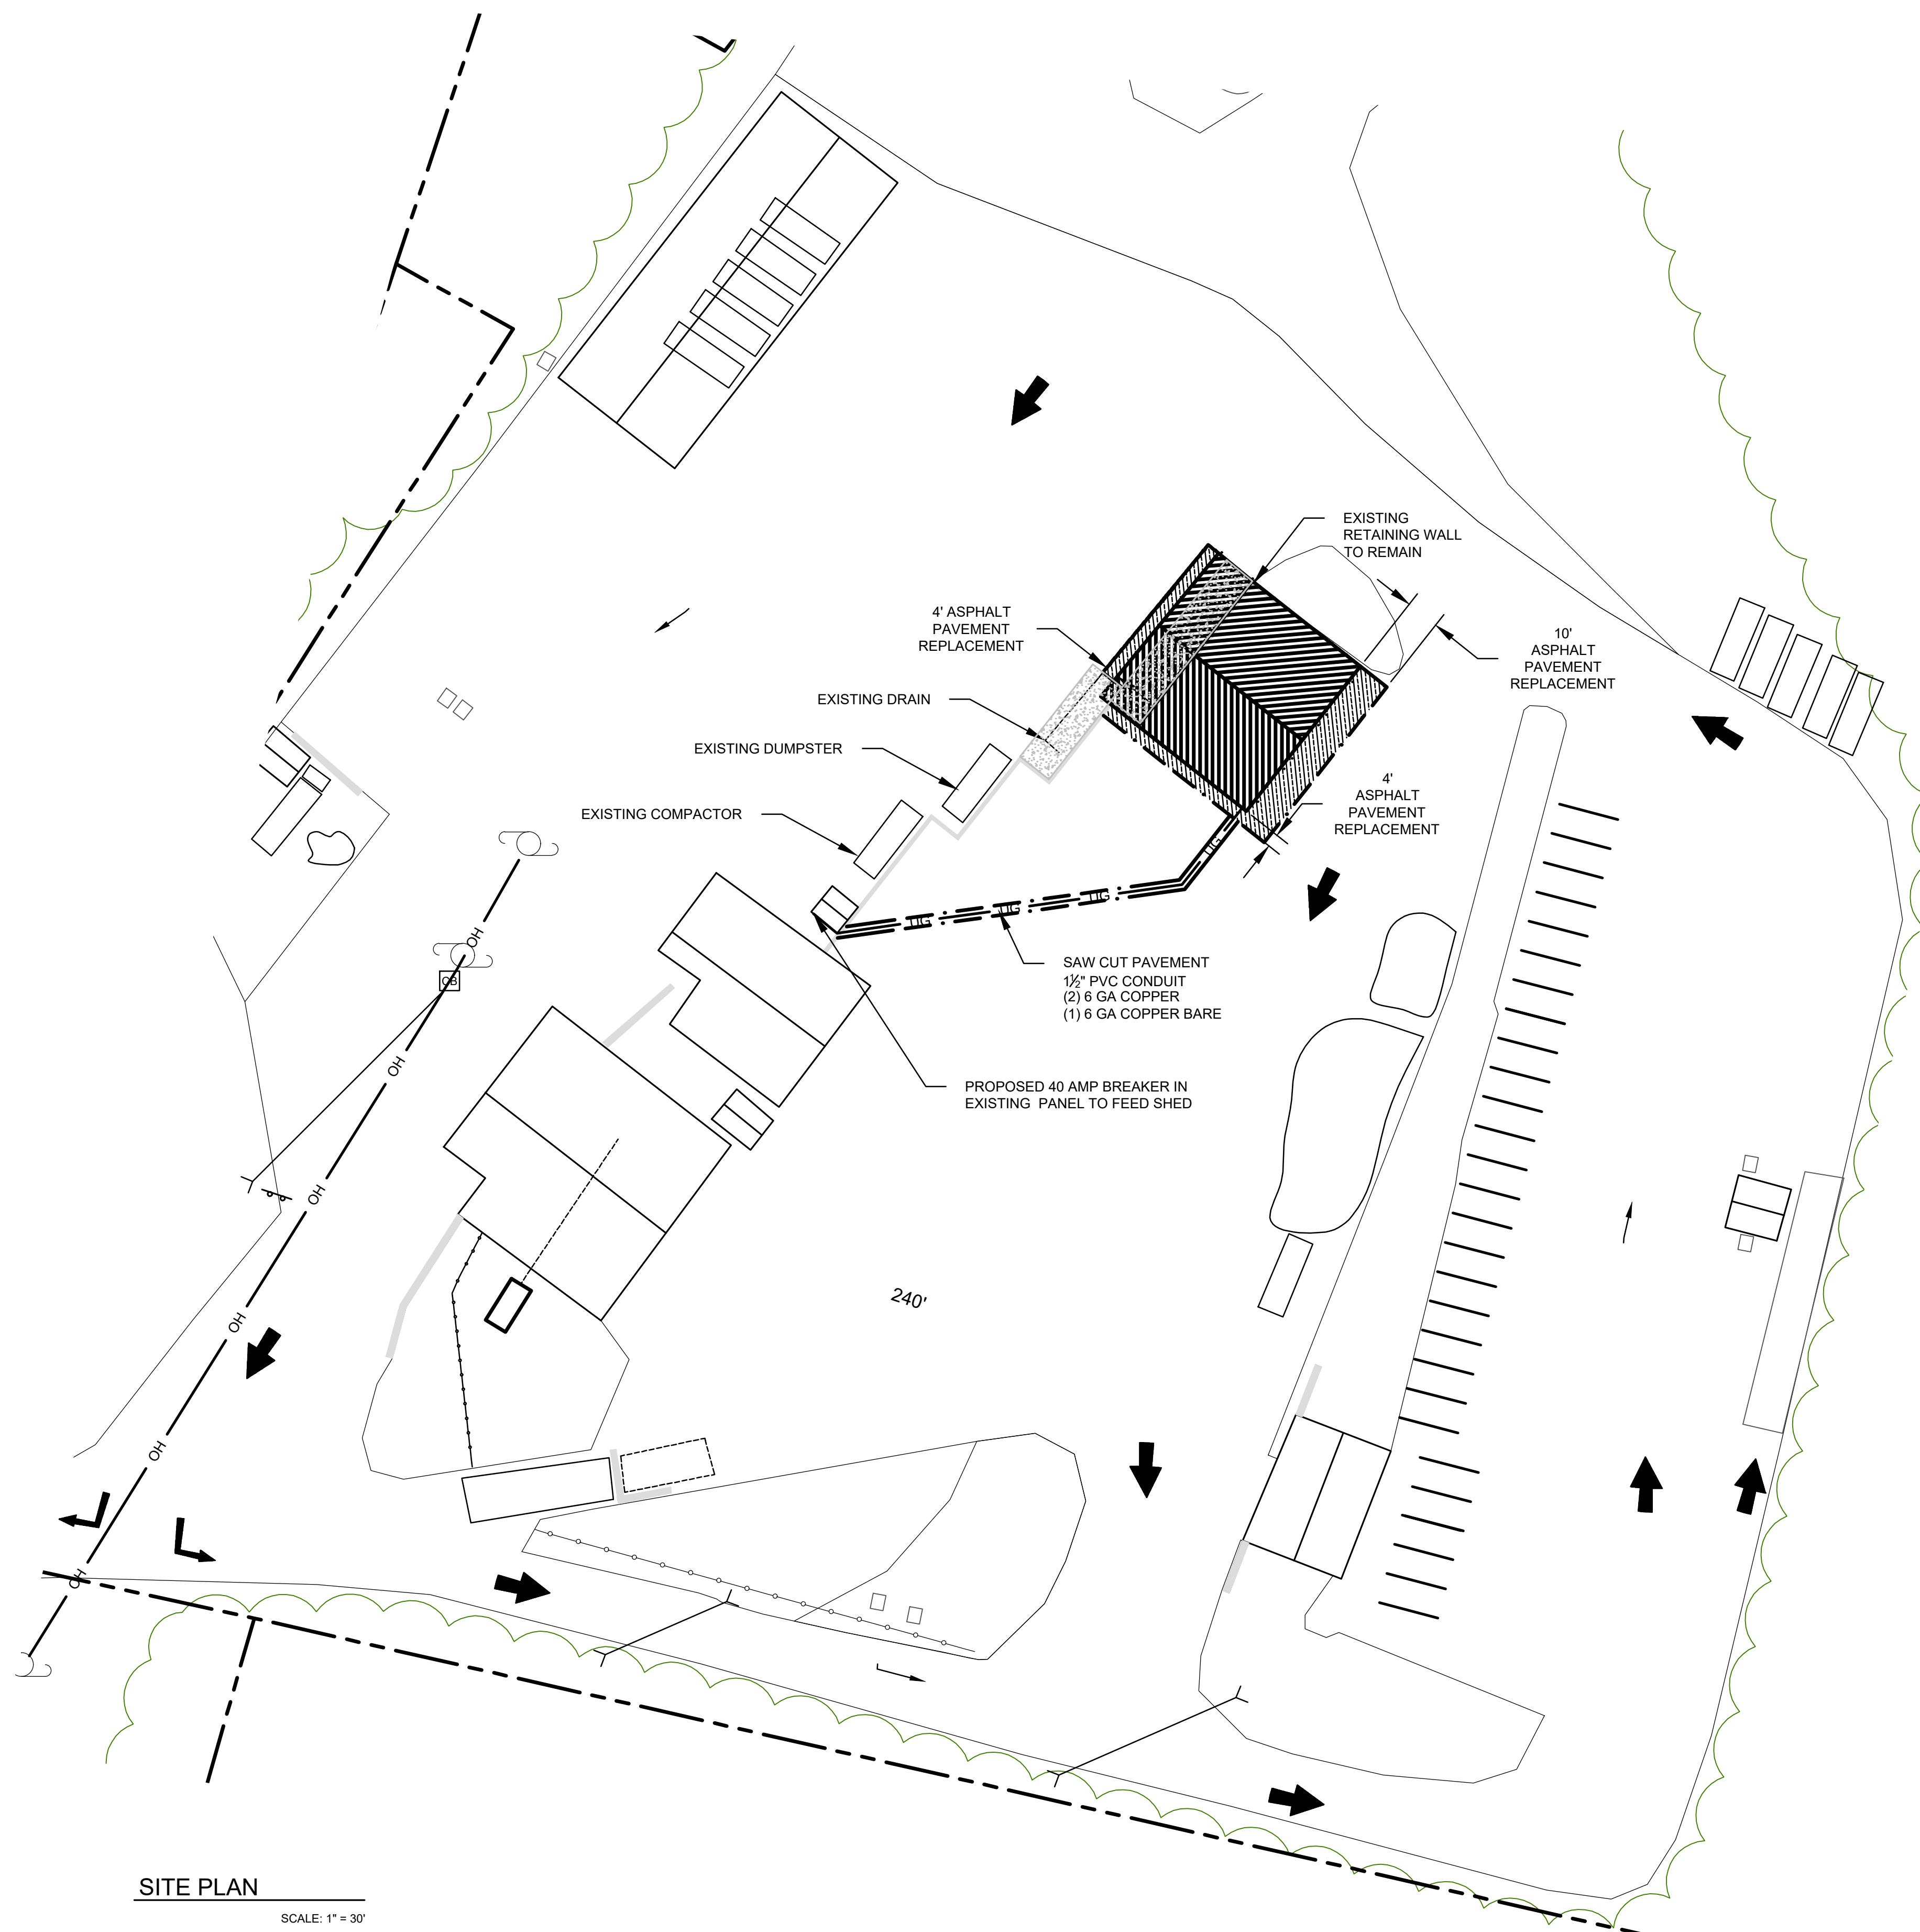 EXISTING
RETAINING WALL
TO REMAIN
4' ASPHALT
PAVEMENT
REPLACEMENT
10'
ASPHALT
PAVEMENT
REPLACEMENT
EXISTING DRAIN
EXISTING DUMPSTER
4'
ASPHALT
PAVEMENT
REPLACEMENT
EXISTING COMPACTOR
UG
UG
UG
UG
OH
CB
SAW CUT PAVEMENT
1½" PVC CONDUIT
(2) 6 GA COPPER
(1) 6 GA COPPER BARE
OH
PROPOSED 40 AMP BREAKER IN
EXISTING PANEL TO FEED SHED
OH
240'
OH
OH
OH
SITE PLAN
SCALE: 1" = 30'